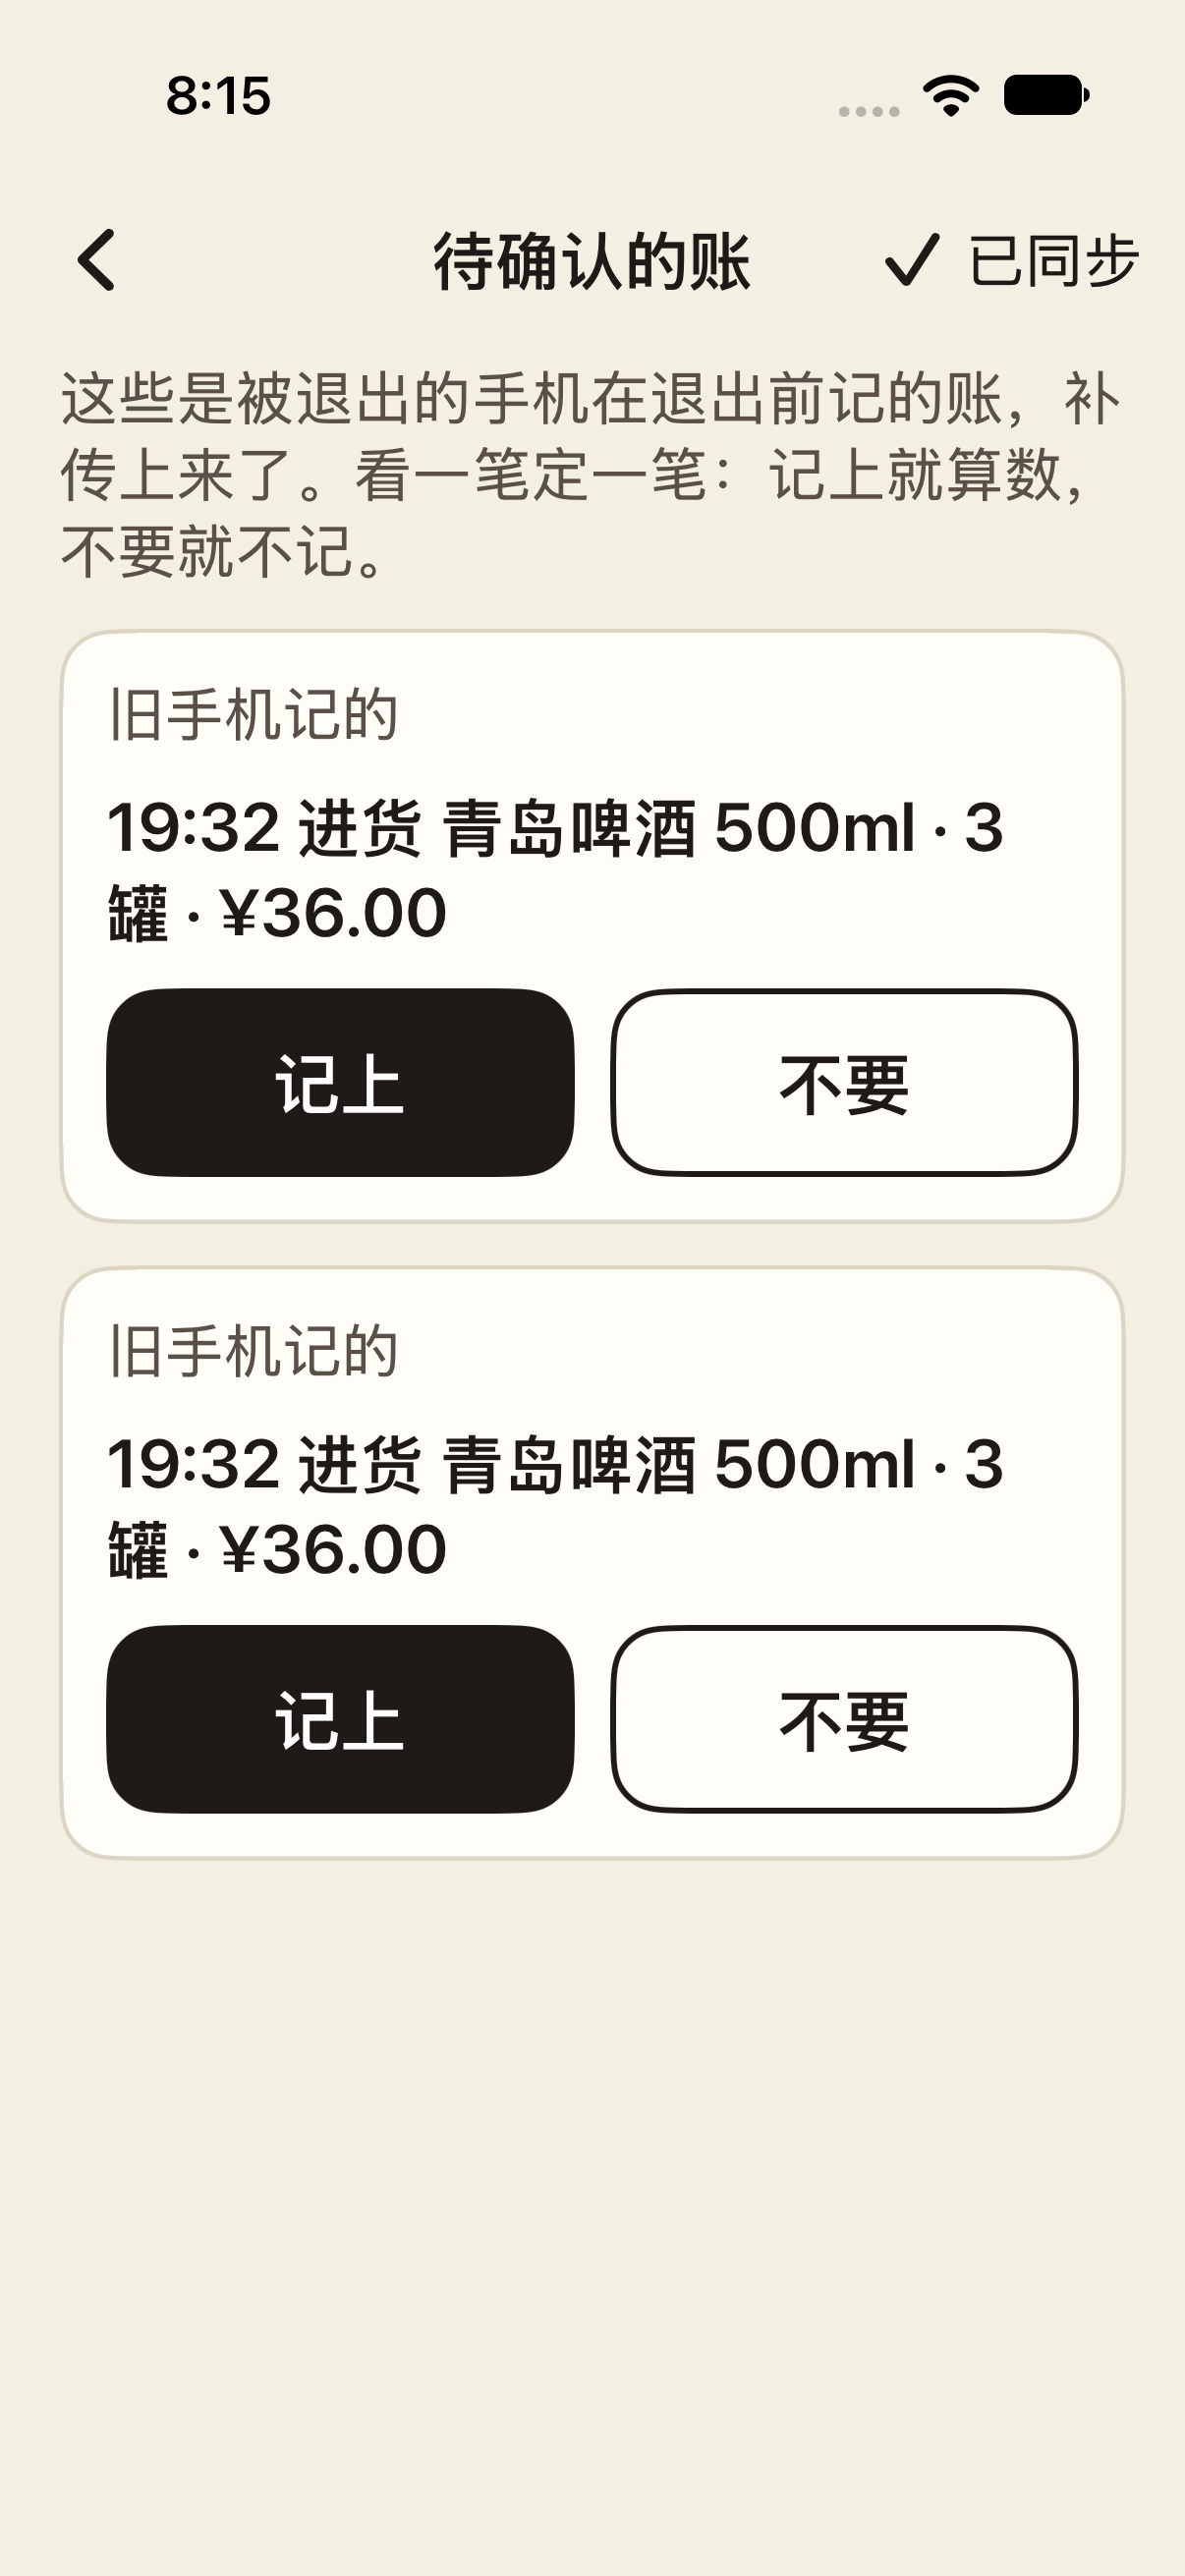 8:15
待确认的账
已同步
这些是被退出的手机在退出前记的账，补
传上来了。看一笔定一笔：记上就算数，
不要就不记。
旧手机记的
19:32 进货 青岛啤酒 500ml · 3
罐 · ¥36.00
记上
不要
旧手机记的
19:32 进货 青岛啤酒 500ml · 3
罐 · ¥36.00
记上
不要